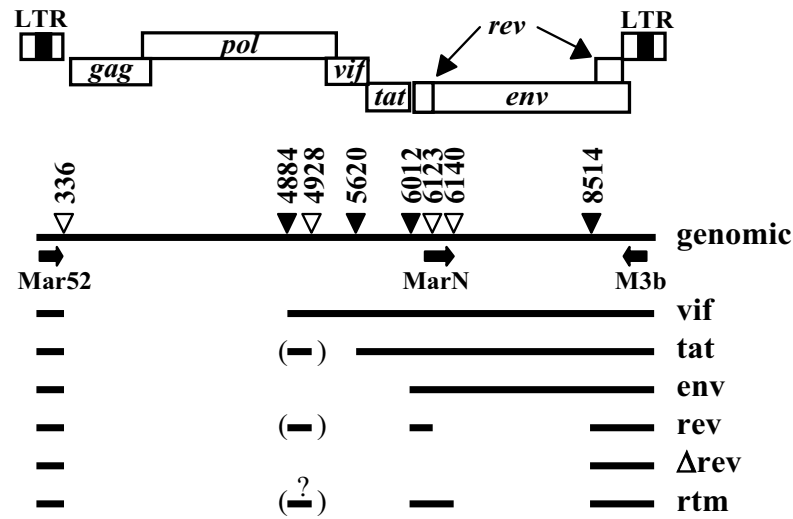 LTR
LTR
rev
pol
gag
vif
tat
env
336
4884
4928
5620
6012
6123
6140
8514
genomic
Mar52
MarN
M3b
vif
( ) tat
env
( ) rev
Δrev
?
( ) rtm